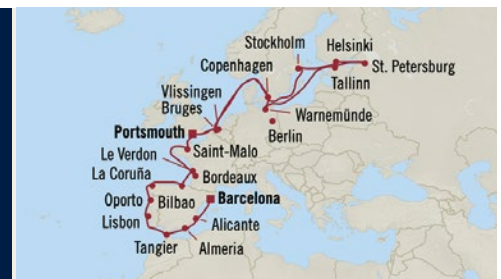 Stockholm
Helsinki
Copenhagen
St. Petersburg
Tallinn
Vlissingen
Bruges
Warnemünde
Berlin
Portsmouth
Saint-Malo
Le Verdon
La Coruña
Bordeaux
Oporto
Bilbao
Barcelona
Lisbon
Alicante
Tangier
Almeria